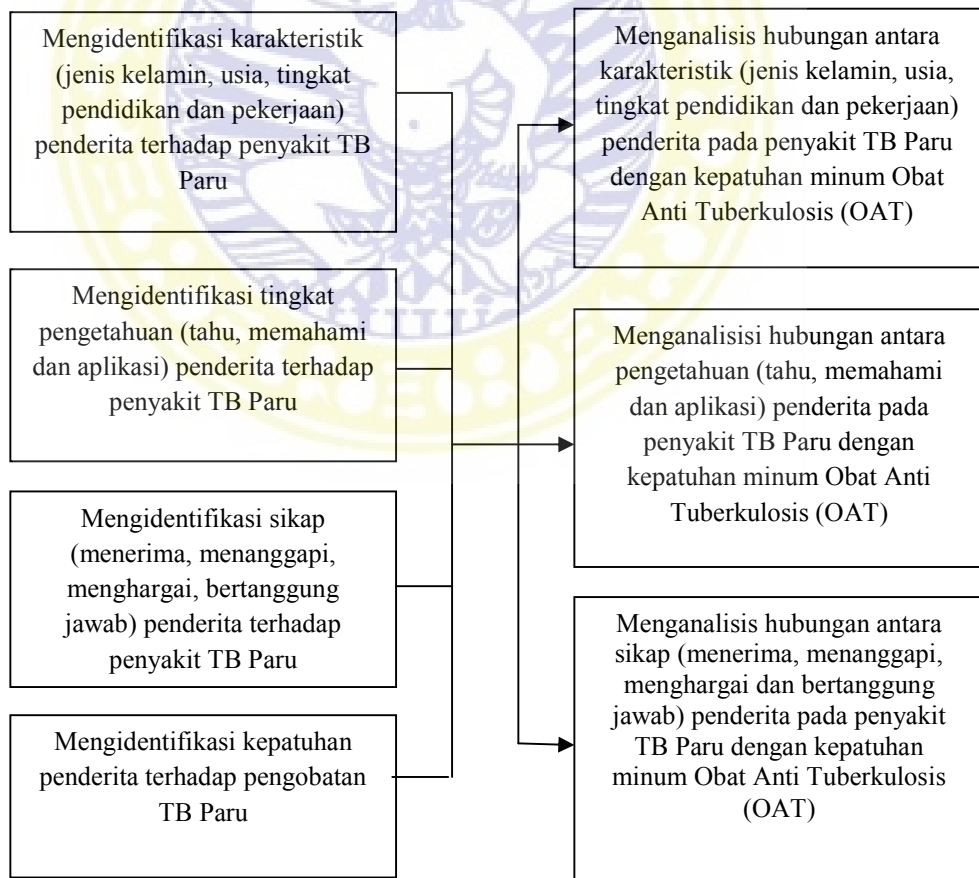 Mengidentifikasi karakteristik
(jenis kelamin, usia, tingkat
pendidikan dan pekerjaan)
penderita terhadap penyakit TB
Paru
Mengidentifikasi tingkat
pengetahuan (tahu, memahami
dan aplikasi) penderita terhadap
penyakit TB Paru
Mengidentifikasi sikap
(menerima, menanggapi,
menghargai, bertanggung
jawab) penderita terhadap
penyakit TB Paru
Mengidentifikasi kepatuhan
penderita terhadap pengobatan
TB Paru
Menganalisis hubungan antara
karakteristik (jenis kelamin, usia,
tingkat pendidikan dan pekerjaan)
penderita pada penyakit TB Paru
dengan kepatuhan minum Obat
Anti Tuberkulosis (OAT)
Menganalisisi hubungan antara
pengetahuan (tahu, memahami
dan aplikasi) penderita pada
penyakit TB Paru dengan
kepatuhan minum Obat Anti
Tuberkulosis (OAT)
Menganalisis hubungan antara
sikap (menerima, menanggapi,
menghargai dan bertanggung
jawab) penderita pada penyakit
TB Paru dengan kepatuhan
minum Obat Anti Tuberkulosis
(OAT)